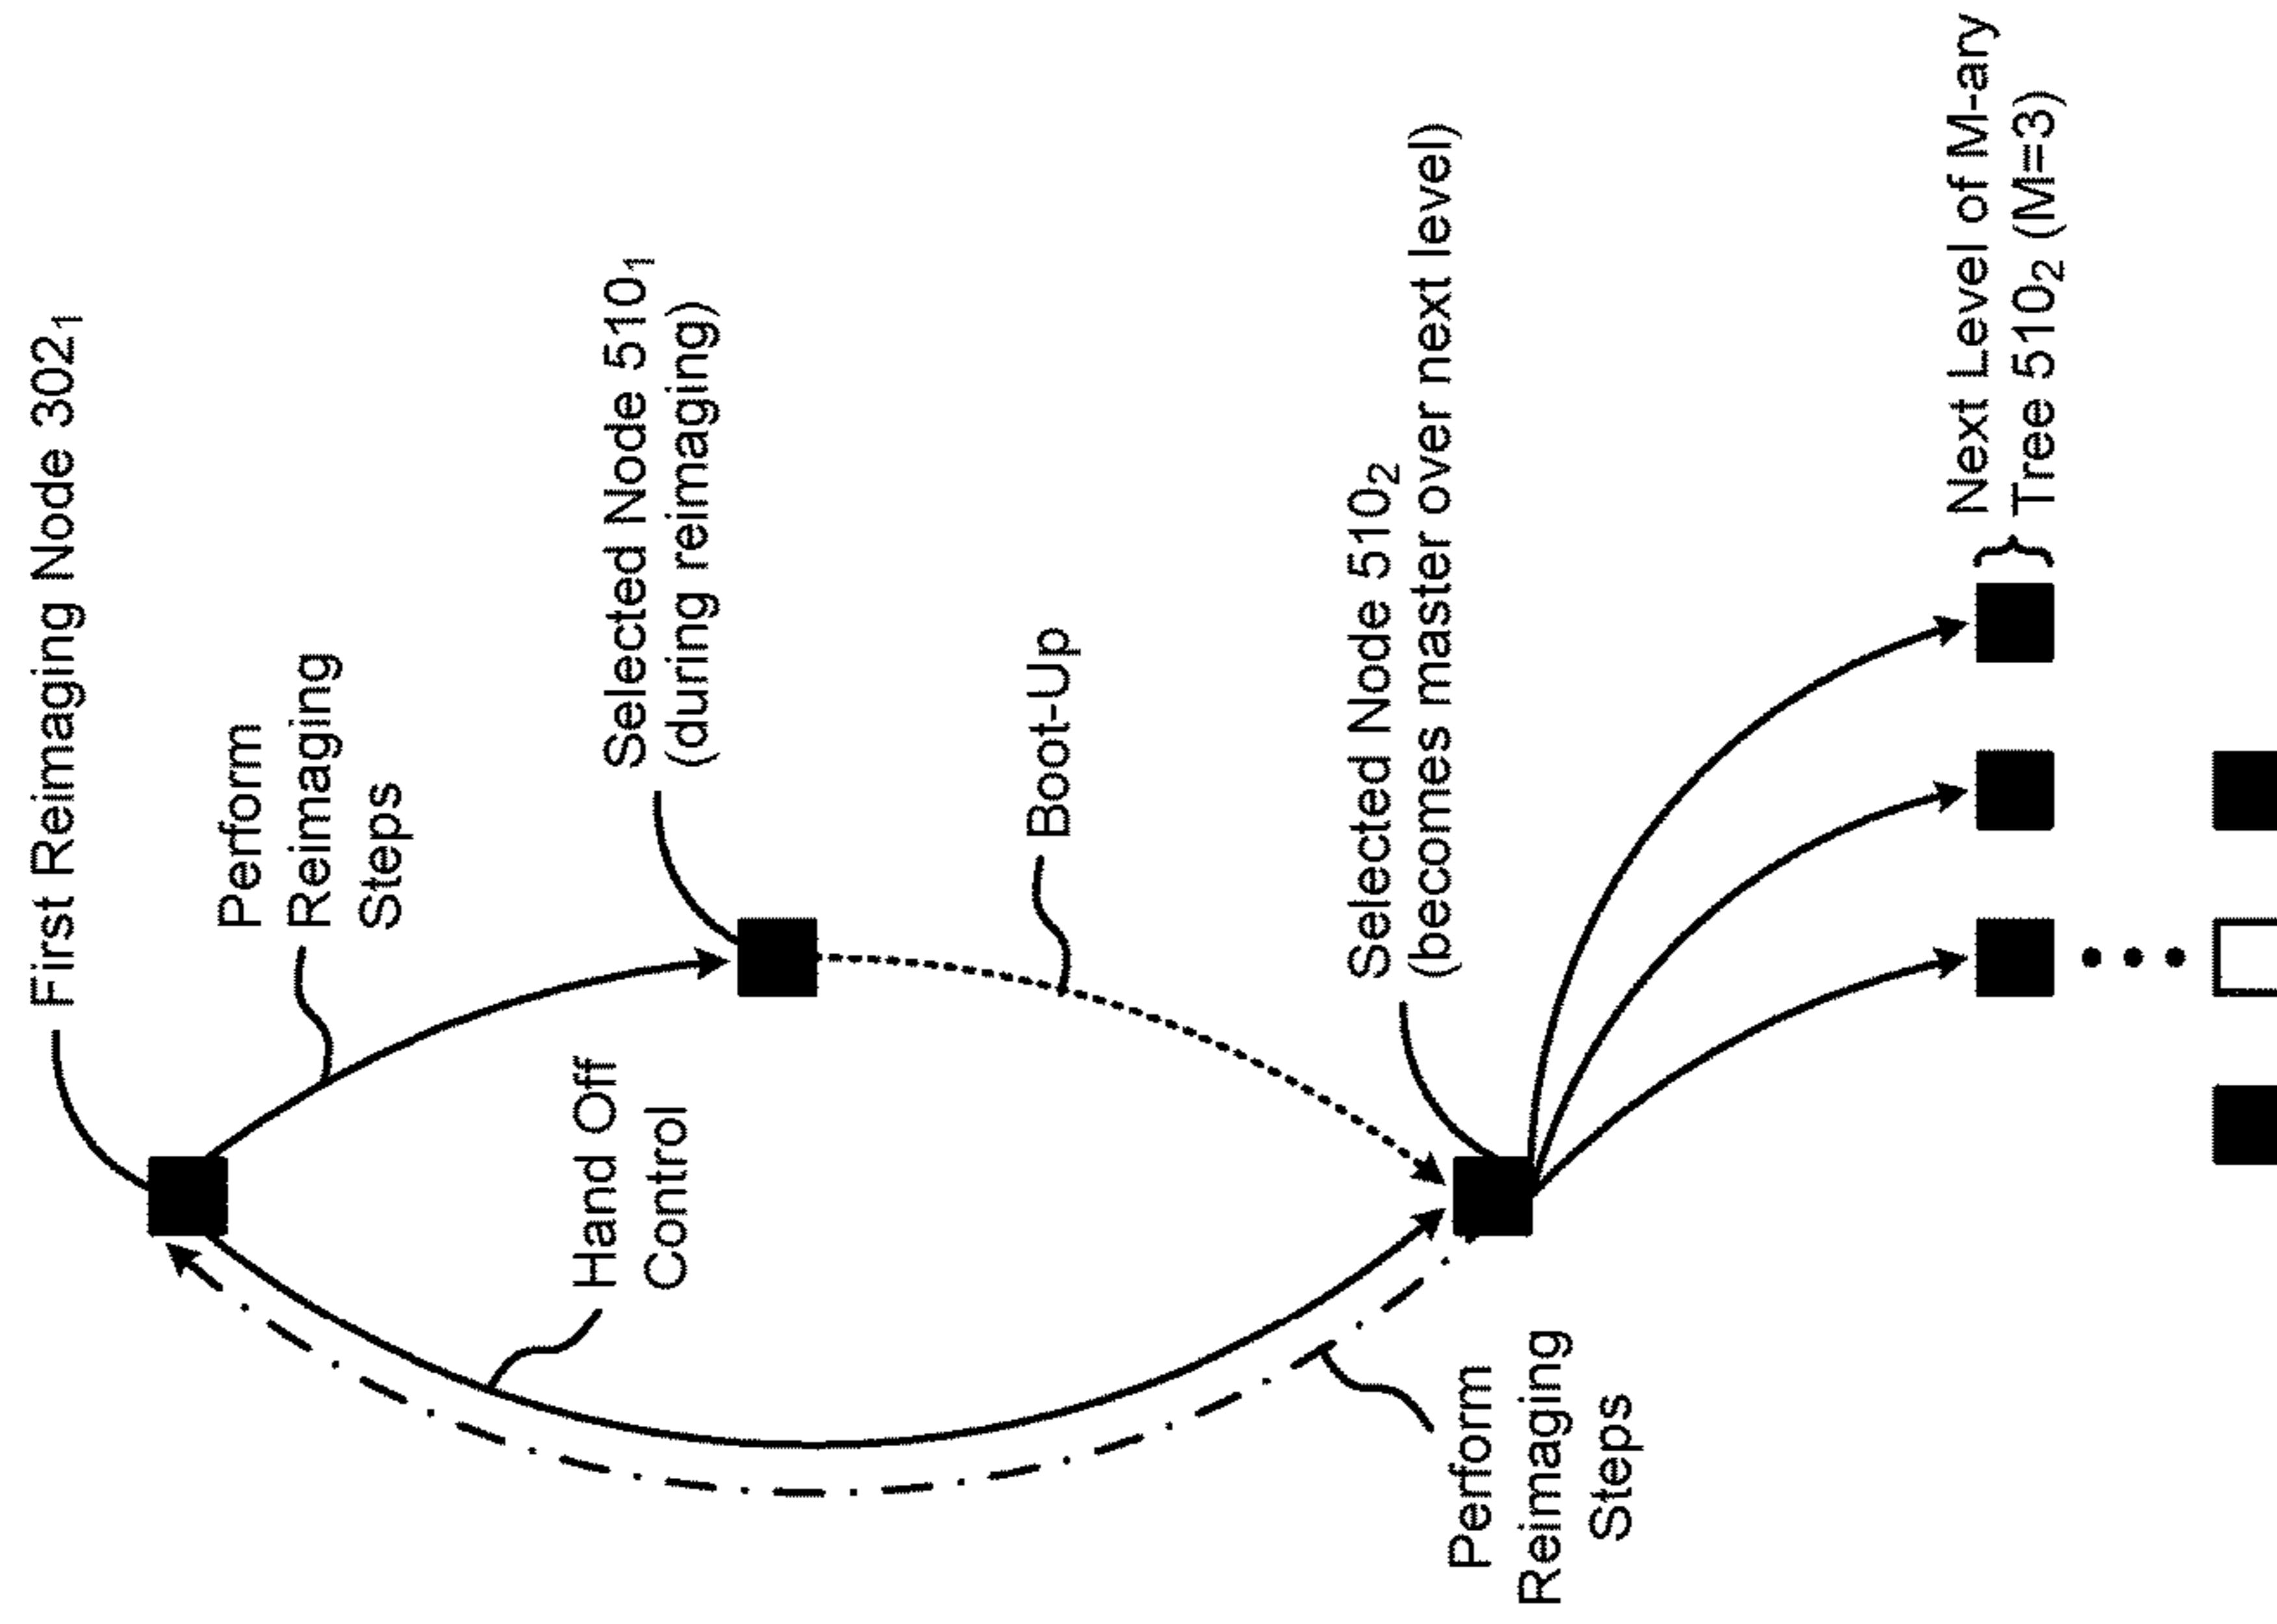 First Reimaging Node 302₁
Perform
Reimaging
Steps
Hand Off
Control
Selected Node 510₁
(during reimaging)
Boot-Up
Selected Node 510₂
(becomes master over next level)
Perform
Reimaging
Steps
Next Level of M-ary
Tree 510₂ (M=3)